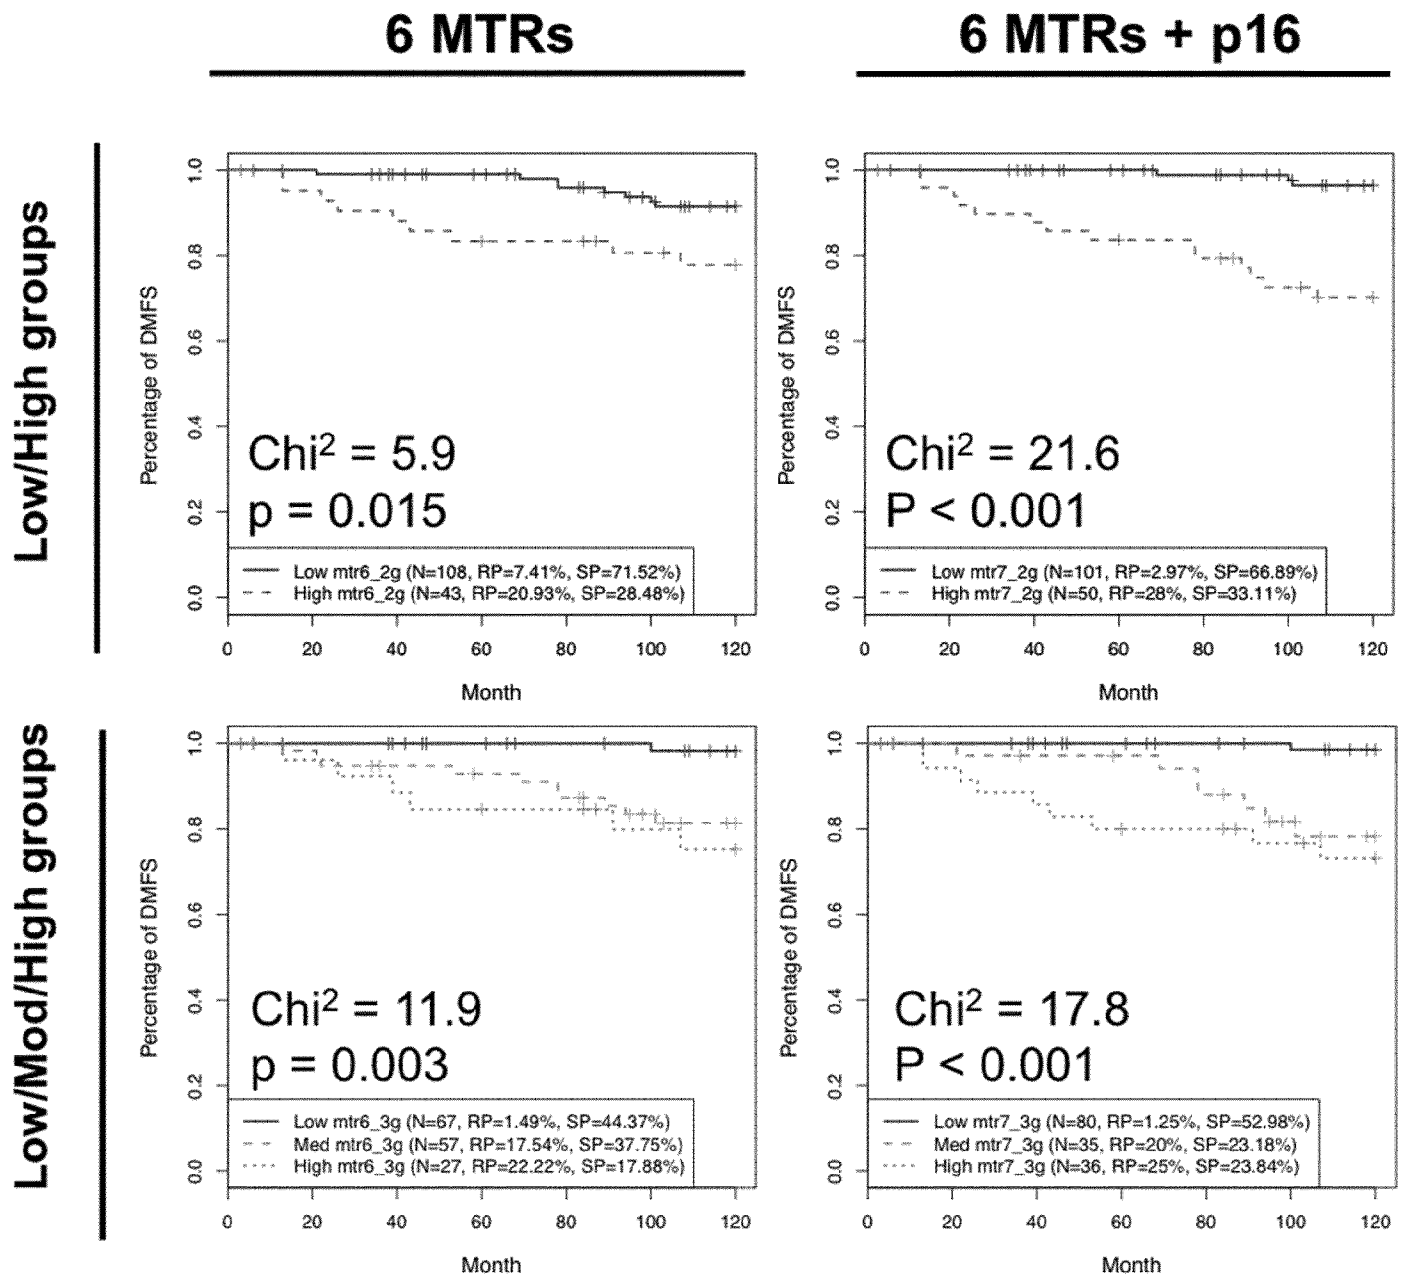 6 MTRs
6 MTRs + p16
Low/High groups
Percentage of DMFS
1.0
0.8
0.6
0.4
0.2
0.0
Chi² = 5.9
p = 0.015
Low mtr6_2g (N=108, RP=7.41%, SP=71.52%)
High mtr6_2g (N=43, RP=20.93%, SP=28.48%)
0 20 40 60 80 100 120
Month
Percentage of DMFS
1.0
0.8
0.6
0.4
0.2
0.0
Chi² = 21.6
P < 0.001
Low mtr7_2g (N=101, RP=2.97%, SP=66.89%)
High mtr7_2g (N=50, RP=28%, SP=33.11%)
0 20 40 60 80 100 120
Month
Low/Mod/High groups
Percentage of DMFS
1.0
0.8
0.6
0.4
0.2
0.0
Chi² = 11.9
p = 0.003
Low mtr6_3g (N=67, RP=1.49%, SP=44.37%)
Med mtr6_3g (N=57, RP=17.54%, SP=37.75%)
High mtr6_3g (N=27, RP=22.22%, SP=17.88%)
0 20 40 60 80 100 120
Month
Percentage of DMFS
1.0
0.8
0.6
0.4
0.2
0.0
Chi² = 17.8
P < 0.001
Low mtr7_3g (N=80, RP=1.25%, SP=52.98%)
Med mtr7_3g (N=35, RP=20%, SP=23.18%)
High mtr7_3g (N=36, RP=25%, SP=23.84%)
0 20 40 60 80 100 120
Month